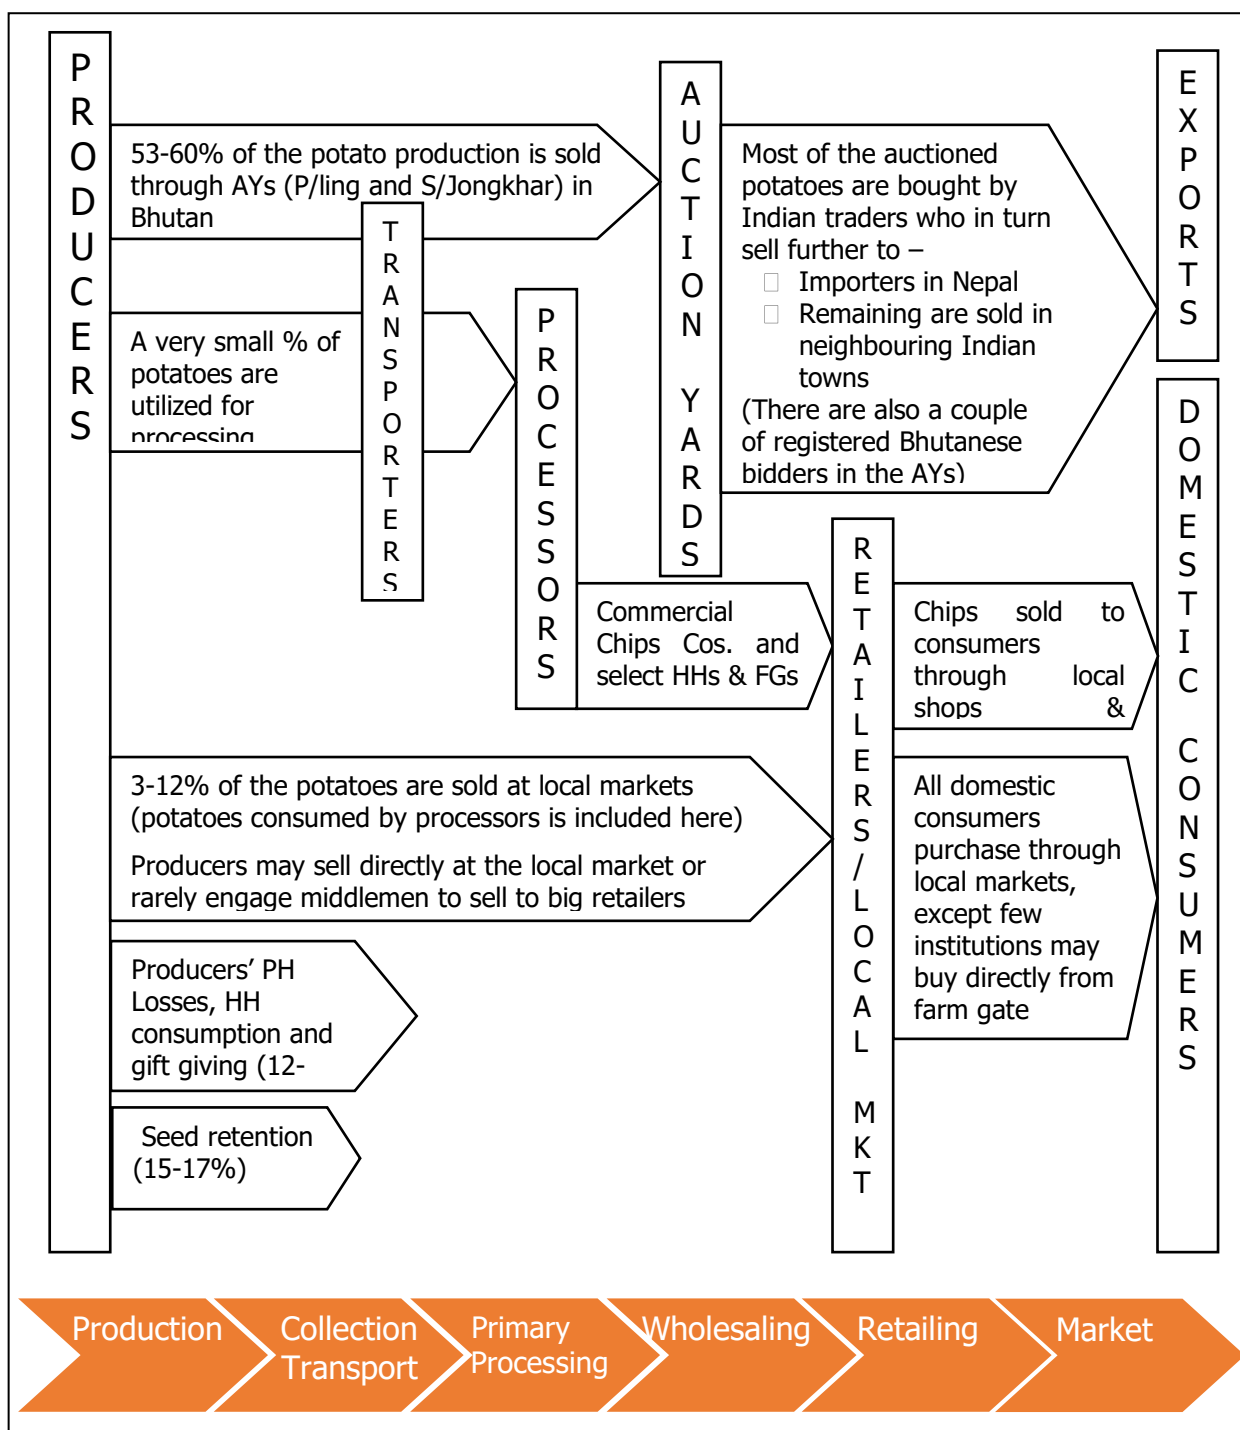 PRODUCERS
53-60% of the potato production is sold
through AYs (P/ling and S/Jongkhar) in
Bhutan
TRANSPORTERS
A very small % of
potatoes are
utilized for
processing
PROCESSORS
AUCTION YARDS
Most of the auctioned
potatoes are bought by
Indian traders who in turn
sell further to –
Importers in Nepal
Remaining are sold in
neighbouring Indian
towns
(There are also a couple
of registered Bhutanese
bidders in the AYs)
EXPORTS
Commercial
Chips Cos. and
select HHs & FGs
RETAILERS/LOCAL MKT
Chips sold to
consumers
through local
shops &
DOMESTIC CONSUMERS
3-12% of the potatoes are sold at local markets
(potatoes consumed by processors is included here)
Producers may sell directly at the local market or
rarely engage middlemen to sell to big retailers
All domestic
consumers
purchase through
local markets,
except few
institutions may
buy directly from
farm gate
Producers’ PH
Losses, HH
consumption and
gift giving (12-
Seed retention
(15-17%)
Production
Collection
Transport
Primary
Processing
Wholesaling
Retailing
Market